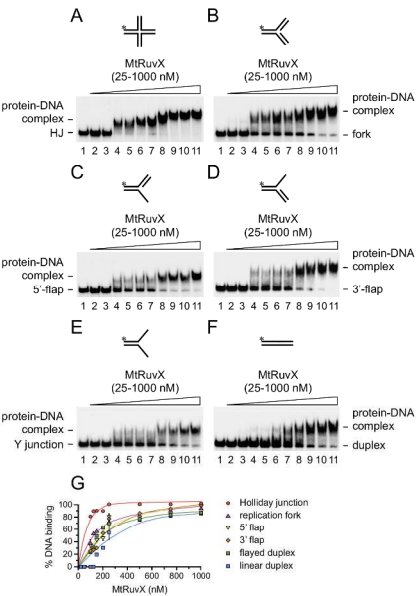 A
*
MtRuvX
(25-1000 nM)
protein-DNA
complex
HJ
1 2 3 4 5 6 7 8 9 10 11
B
*
MtRuvX
(25-1000 nM)
protein-DNA
complex
fork
1 2 3 4 5 6 7 8 9 10 11
C
*
MtRuvX
(25-1000 nM)
protein-DNA
complex
5′-flap
1 2 3 4 5 6 7 8 9 10 11
D
*
MtRuvX
(25-1000 nM)
protein-DNA
complex
3′-flap
1 2 3 4 5 6 7 8 9 10 11
E
*
MtRuvX
(25-1000 nM)
protein-DNA
complex
Y junction
1 2 3 4 5 6 7 8 9 10 11
F
*
MtRuvX
(25-1000 nM)
protein-DNA
complex
duplex
1 2 3 4 5 6 7 8 9 10 11
G
% DNA binding
100
80
60
40
20
0
0 200 400 600 800 1000
MtRuvX (nM)
Holliday junction
replication fork
5′ flap
3′ flap
flayed duplex
linear duplex